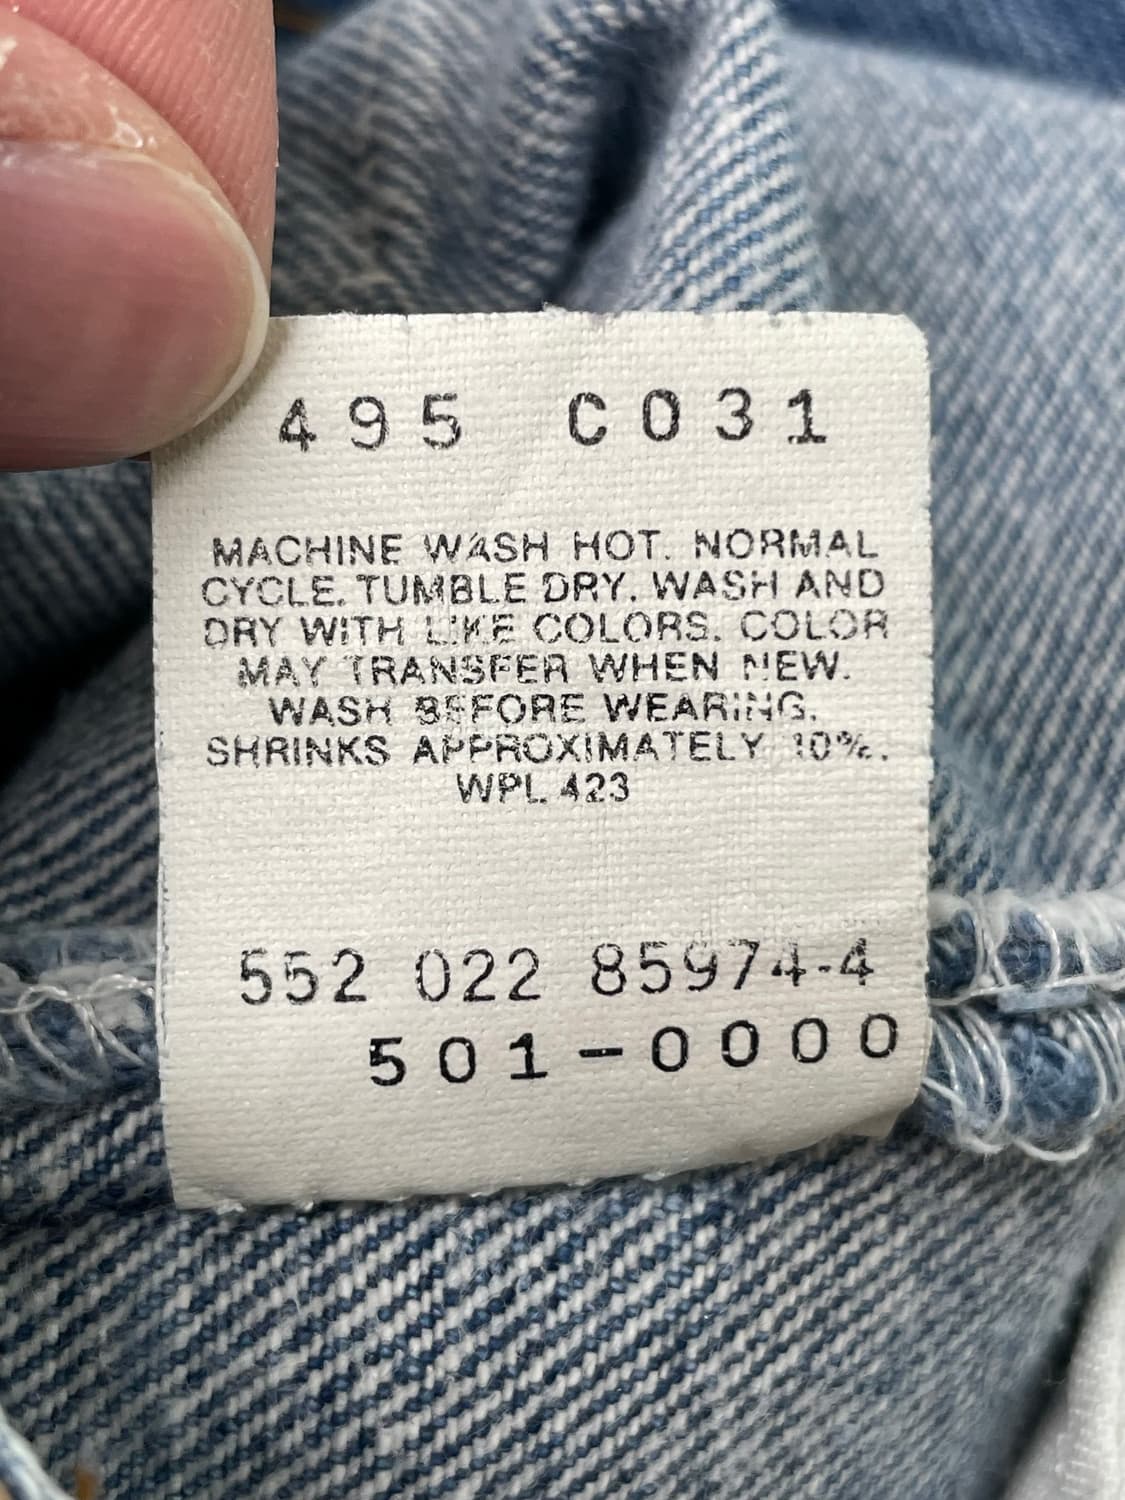 495 C031
MACHINE WASH HOT. NORMAL
CYCLE. TUMBLE DRY. WASH AND
DRY WITH LIKE COLORS. COLOR
MAY TRANSFER WHEN NEW.
WASH BEFORE WEARING.
SHRINKS APPROXIMATELY 10%.
WPL 423
552 022 85974-4
501-0000